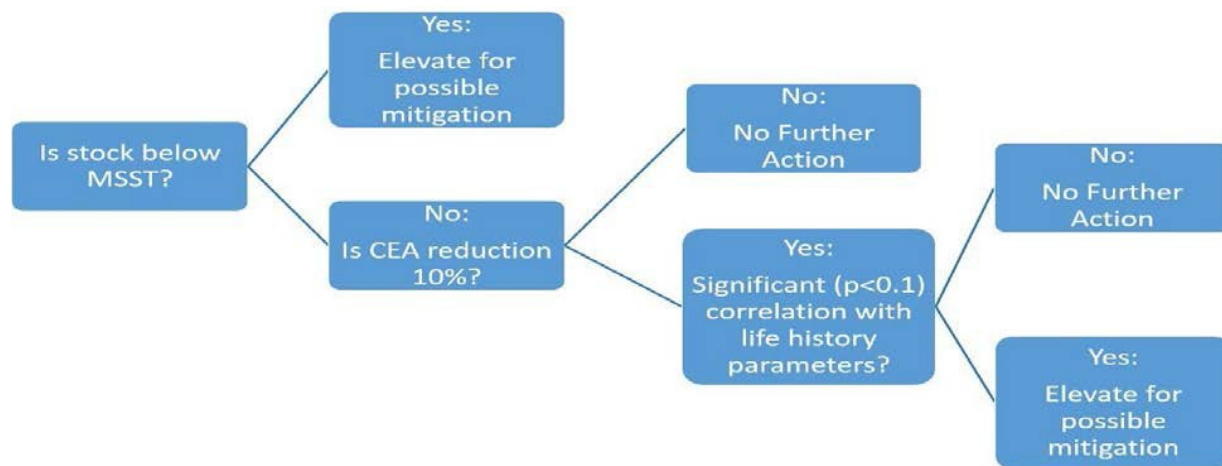 Is stock below
MSST?
Yes:
Elevate for
possible
mitigation
No:
Is CEA reduction
10%?
No:
No Further
Action
Yes:
Significant (p<0.1)
correlation with
life history
parameters?
No:
No Further
Action
Yes:
Elevate for
possible
mitigation